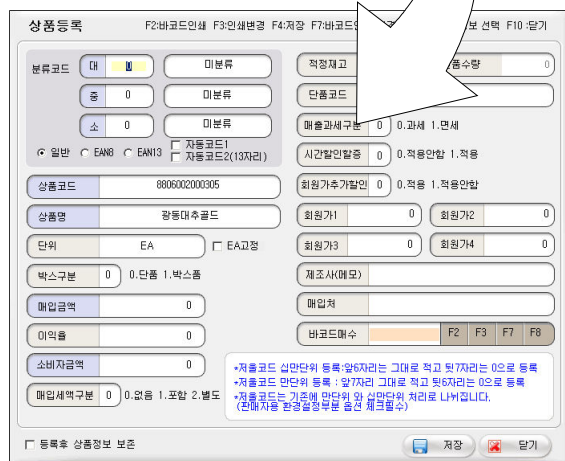 상품등록 F2:바코드인쇄 F3:인쇄변경 F4:저장 F7:바코드 보 선택 F10 :닫기
분류코드 대 0 미분류
중 0 미분류
소 0 미분류
일반 EAN8 EAN13 자동코드1
자동코드2(13자리)
상품코드 8806002000305
상품명 광동대추골드
단위 EA EA고정
박스구분 0 0.단품 1.박스품
매입금액 0
이익율 0
소비자금액 0
매입세액구분 0 0.없음 1.포함 2.별도
적정재고 품수량 0
단품코드
매출과세구분 0 0.과세 1.면세
시간할인할증 0 0.적용안함 1.적용
회원가추가할인 0 0.적용 1.적용안함
회원가1 0 회원가2 0
회원가3 0 회원가4 0
제조사(메모)
매입처
바코드매수 F2 F3 F7 F8
*저울코드 십만단위 등록:앞6자리는 그대로 적고 뒷7자리는 0으로 등록
*저울코드 만단위 등록 : 앞7자리 그대로 적고 뒷6자리는 0으로 등록
*저울코드는 기준에 만단위 와 십만단위 처리로 나뉘집니다.
(판매자용 환경설정부분 옵션 체크필수)
등록후 상품정보 보존 저장 닫기